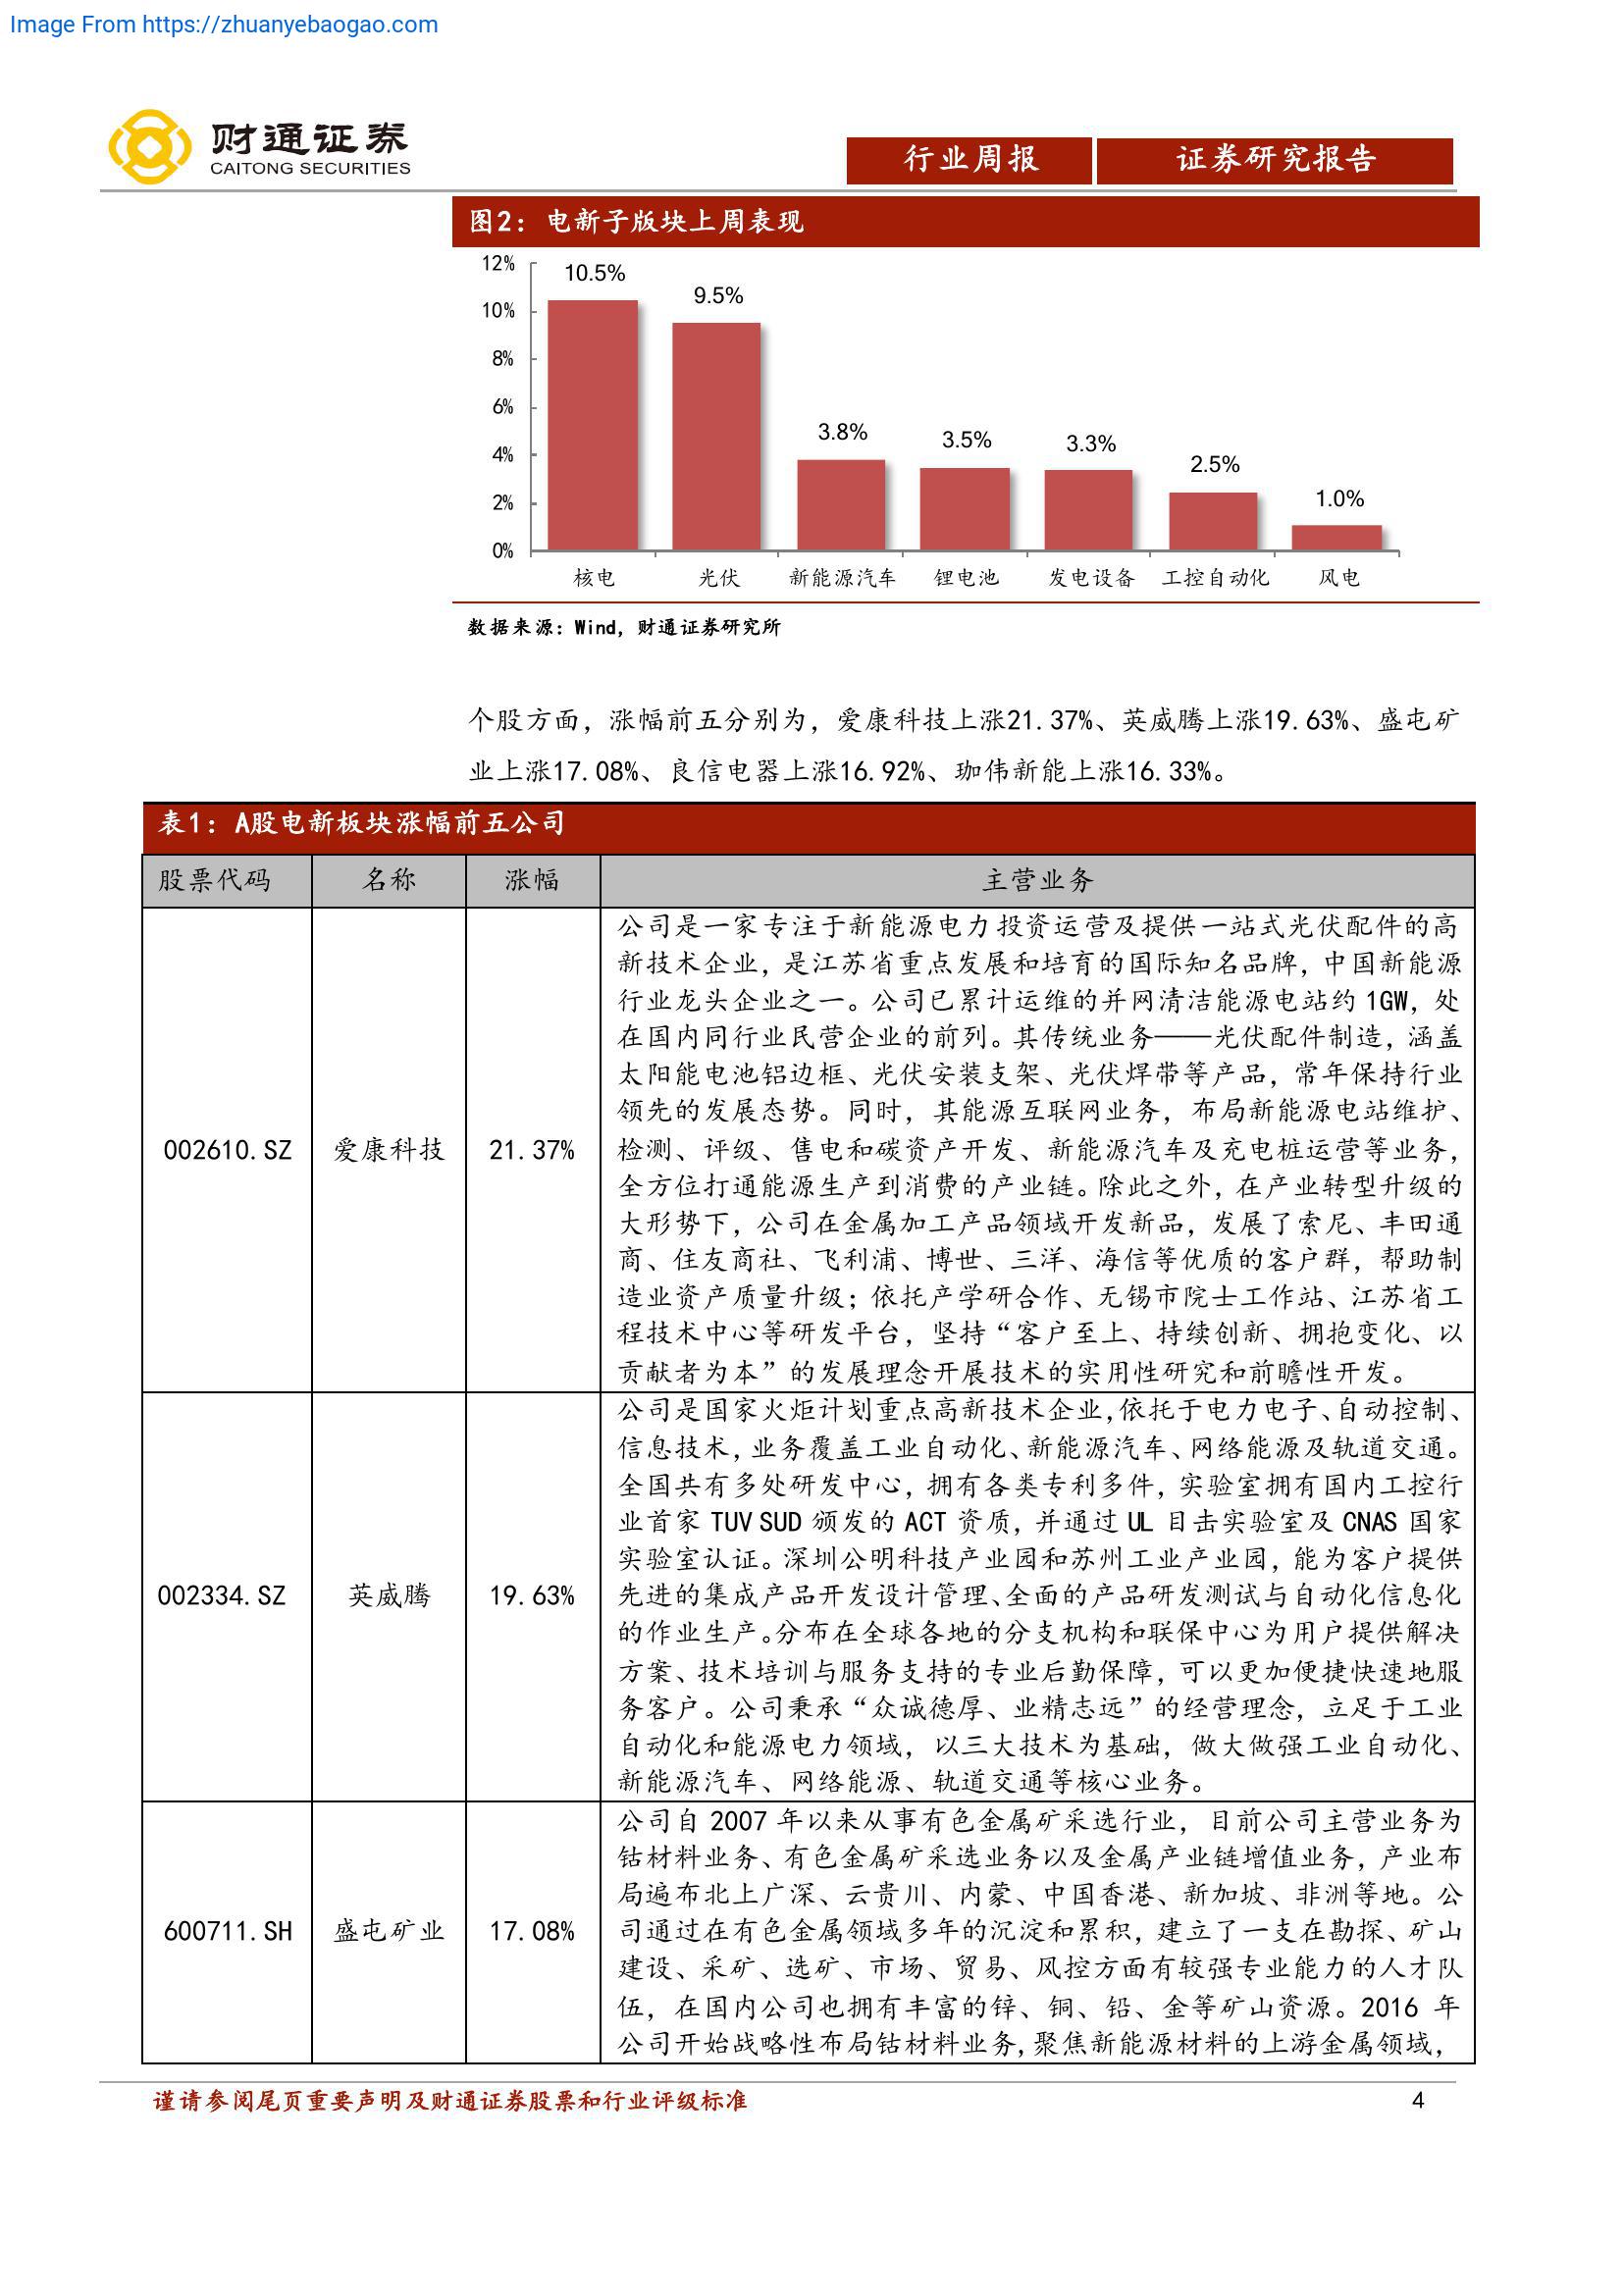 Image From https://zhuanyebaogao.com
财通证券
CAITONG SECURITIES
行业周报
证券研究报告
图2：电新子版块上周表现
12%
10%
8%
6%
4%
2%
0%
10.5%
9.5%
3.8%
3.5%
3.3%
2.5%
1.0%
核电
光伏
新能源汽车
锂电池
发电设备
工控自动化
风电
数据来源：Wind，财通证券研究所
个股方面，涨幅前五分别为，爱康科技上涨21.37%、英威腾上涨19.63%、盛屯矿
业上涨17.08%、良信电器上涨16.92%、珈伟新能上涨16.33%。
表1：A股电新板块涨幅前五公司
股票代码 名称 涨幅 主营业务
002610.SZ 爱康科技 21.37%
公司是一家专注于新能源电力投资运营及提供一站式光伏配件的高
新技术企业，是江苏省重点发展和培育的国际知名品牌，中国新能源
行业龙头企业之一。公司已累计运维的并网清洁能源电站约 1GW，处
在国内同行业民营企业的前列。其传统业务——光伏配件制造，涵盖
太阳能电池铝边框、光伏安装支架、光伏焊带等产品，常年保持行业
领先的发展态势。同时，其能源互联网业务，布局新能源电站维护、
检测、评级、售电和碳资产开发、新能源汽车及充电桩运营等业务，
全方位打通能源生产到消费的产业链。除此之外，在产业转型升级的
大形势下，公司在金属加工产品领域开发新品，发展了索尼、丰田通
商、住友商社、飞利浦、博世、三洋、海信等优质的客户群，帮助制
造业资产质量升级；依托产学研合作、无锡市院士工作站、江苏省工
程技术中心等研发平台，坚持“客户至上、持续创新、拥抱变化、以
贡献者为本”的发展理念开展技术的实用性研究和前瞻性开发。
002334.SZ 英威腾 19.63%
公司是国家火炬计划重点高新技术企业，依托于电力电子、自动控制、
信息技术，业务覆盖工业自动化、新能源汽车、网络能源及轨道交通。
全国共有多处研发中心，拥有各类专利多件，实验室拥有国内工控行
业首家 TUV SUD 颁发的 ACT 资质，并通过 UL 目击实验室及 CNAS 国家
实验室认证。深圳公明科技产业园和苏州工业产业园，能为客户提供
先进的集成产品开发设计管理、全面的产品研发测试与自动化信息化
的作业生产。分布在全球各地的分支机构和联保中心为用户提供解决
方案、技术培训与服务支持的专业后勤保障，可以更加便捷快速地服
务客户。公司秉承“众诚德厚、业精志远”的经营理念，立足于工业
自动化和能源电力领域，以三大技术为基础，做大做强工业自动化、
新能源汽车、网络能源、轨道交通等核心业务。
600711.SH 盛屯矿业 17.08%
公司自 2007 年以来从事有色金属矿采选行业，目前公司主营业务为
钴材料业务、有色金属矿采选业务以及金属产业链增值业务，产业布
局遍布北上广深、云贵川、内蒙、中国香港、新加坡、非洲等地。公
司通过在有色金属领域多年的沉淀和累积，建立了一支在勘探、矿山
建设、采矿、选矿、市场、贸易、风控方面有较强专业能力的人才队
伍，在国内公司也拥有丰富的锌、铜、铅、金等矿山资源。2016 年
公司开始战略性布局钴材料业务，聚焦新能源材料的上游金属领域，
谨请参阅尾页重要声明及财通证券股票和行业评级标准
4